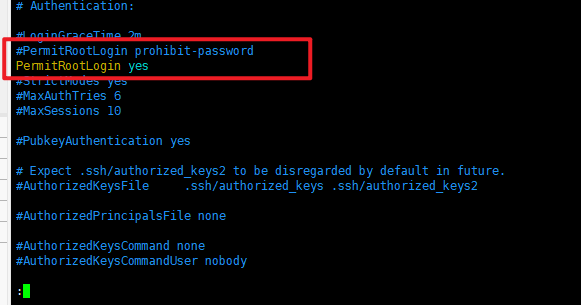 # Authentication:
#LoginGraceTime 2m
#PermitRootLogin prohibit-password
PermitRootLogin yes
#StrictModes yes
#MaxAuthTries 6
#MaxSessions 10
#PubkeyAuthentication yes
# Expect .ssh/authorized_keys2 to be disregarded by default in future.
#AuthorizedKeysFile     .ssh/authorized_keys .ssh/authorized_keys2
#AuthorizedPrincipalsFile none
#AuthorizedKeysCommand none
#AuthorizedKeysCommandUser nobody
: